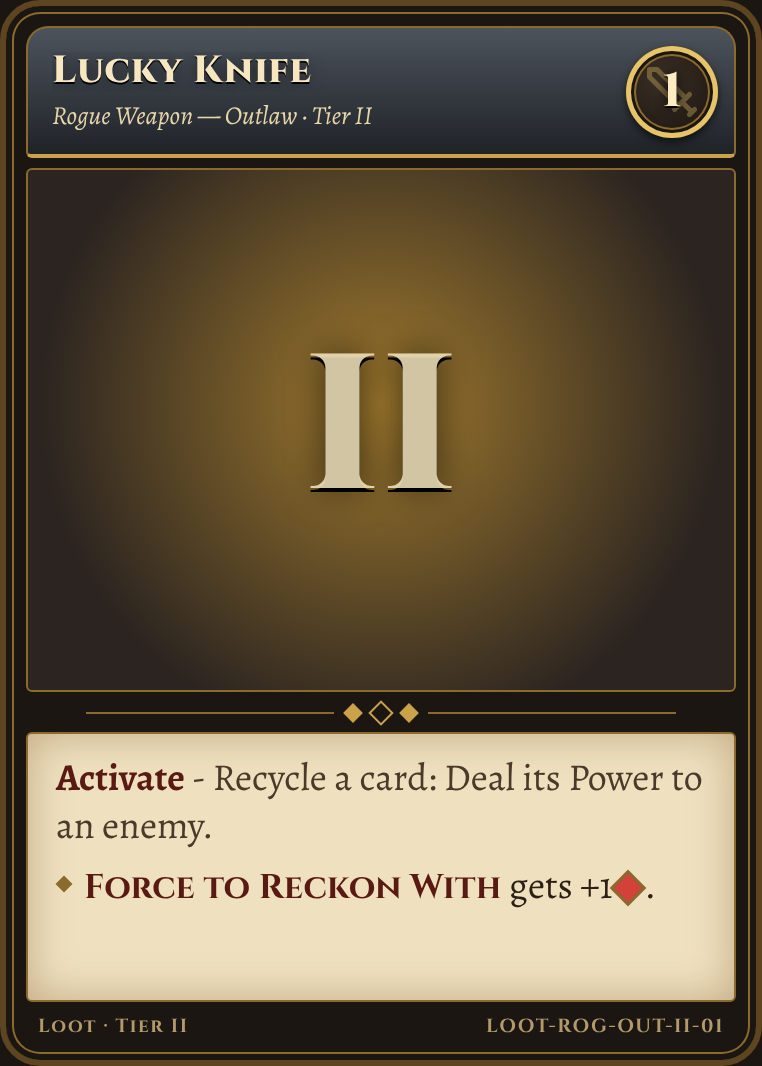 Lucky Knife
1
Rogue Weapon — Outlaw · Tier II
II
Activate - Recycle a card: Deal its Power to
an enemy.
Force to Reckon With gets +1.
Loot · Tier II
LOOT-ROG-OUT-II-01